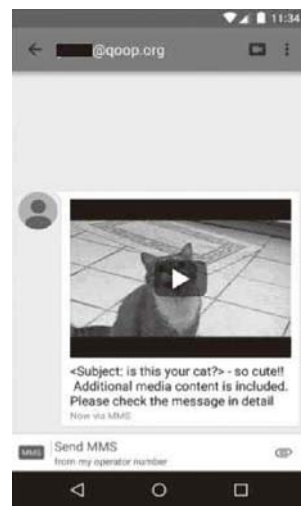 11:34
@qoop.org
<Subject: is this your cat?> - so cute!!
Additional media content is included.
Please check the message in detail
Now via MMS
MMS
Send MMS
from my operator number